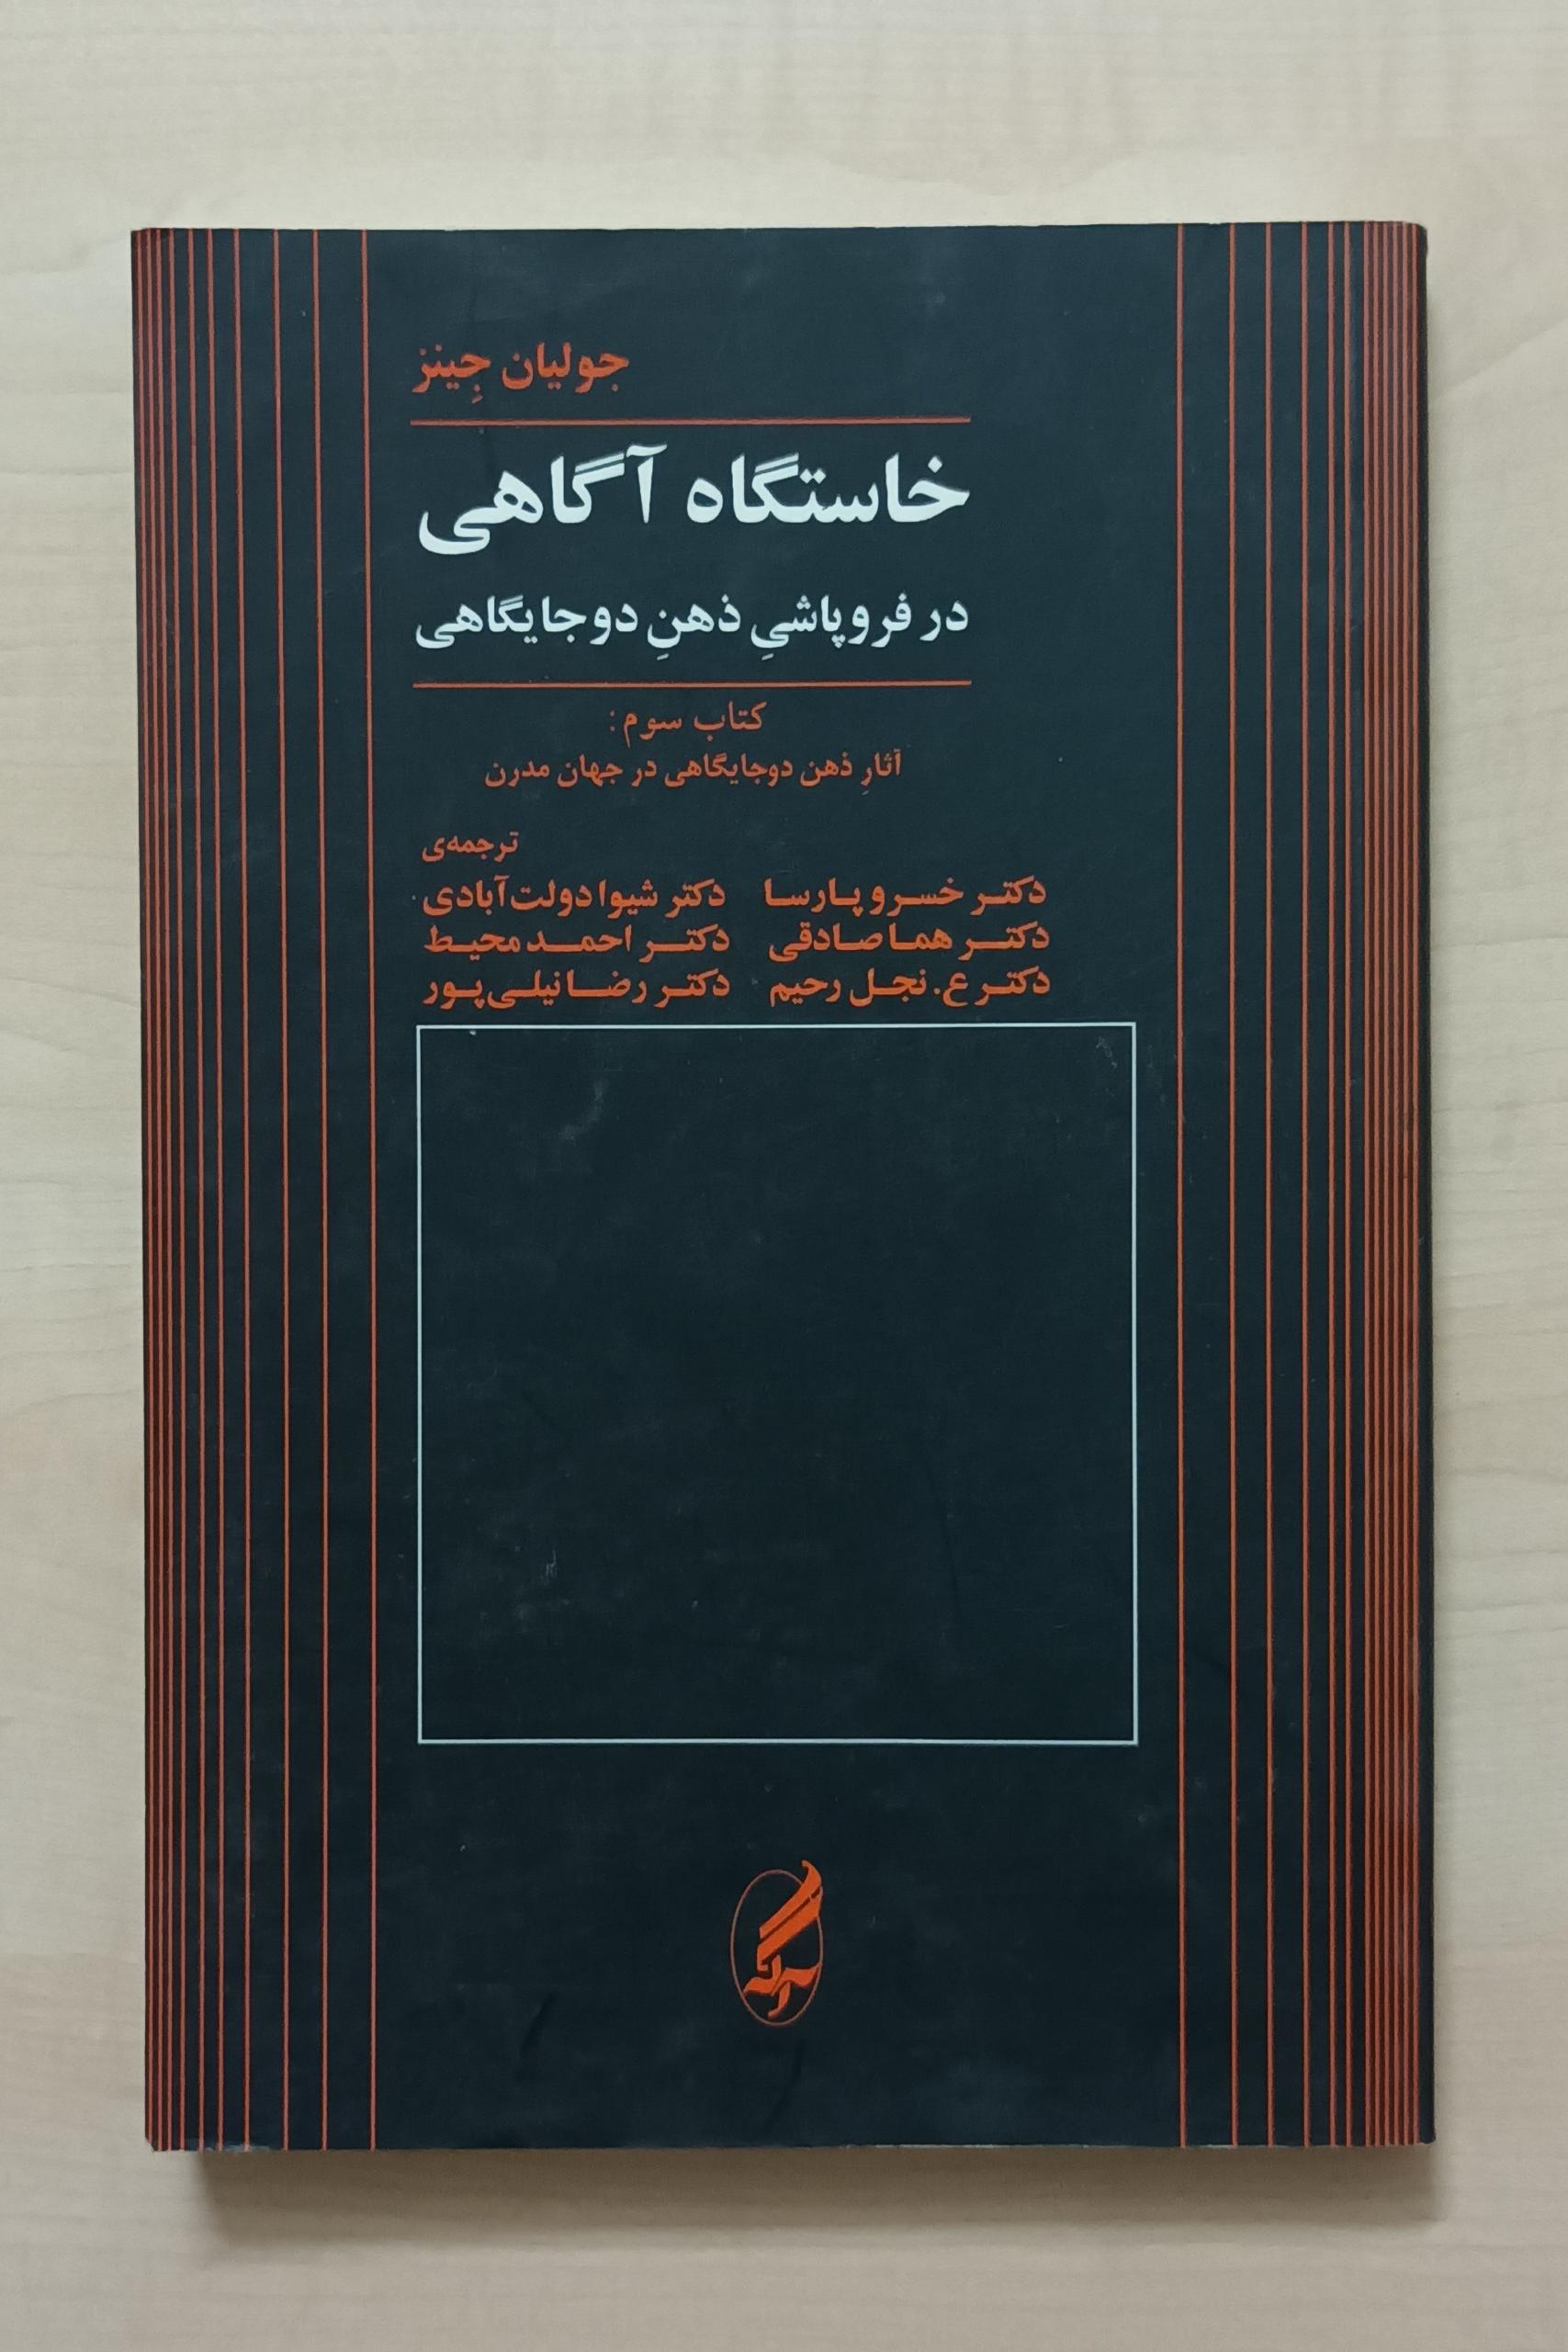 جولیان جِینز
خاستگاه آگاهی
در فروپاشیِ ذهنِ دوجایگاهی
کتاب سوم:
آثارِ ذهن دوجایگاهی در جهان مدرن
ترجمه‌ی
دکتر خسرو پارسا دکتر شیوا دولت‌آبادی
دکتر هما صادقی دکتر احمد محیط
دکتر ع. نجل رحیم دکتر رضا نیلی‌پور
آگه